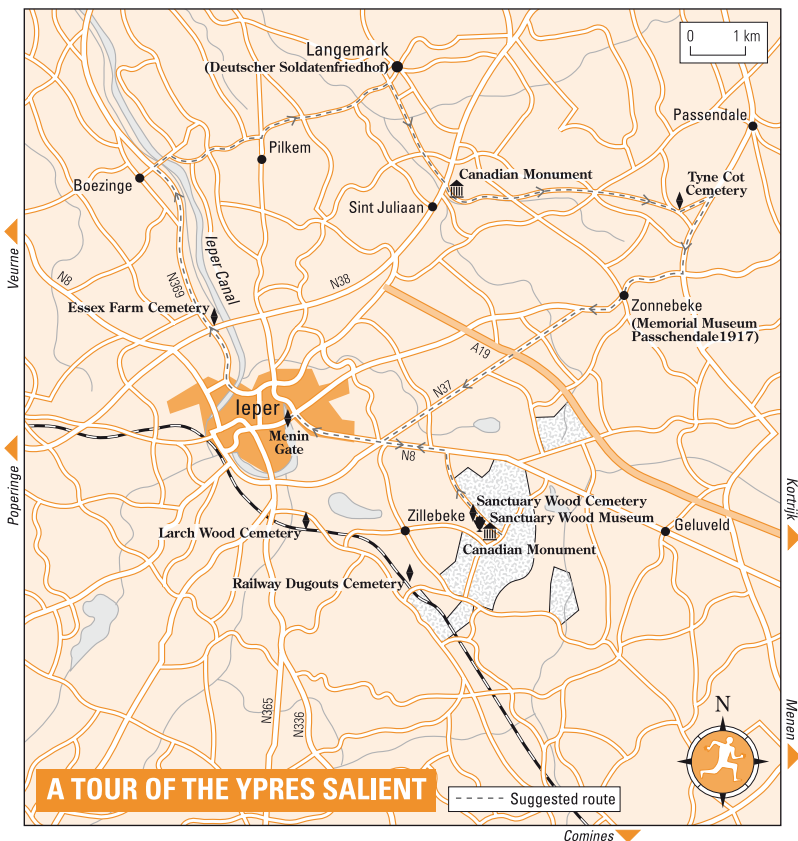 0 1 km
Langemark
(Deutscher Soldatenfriedhof)
Passendale
Pilkem
Boezinge
Canadian Monument
Tyne Cot
Cemetery
Sint Juliaan
Veurne
Ieper Canal
N8
N369
N38
Essex Farm Cemetery
Zonnebeke
(Memorial Museum
Passchendale1917)
A19
N37
Ieper
Menin
Gate
N8
Poperinge
Kortrijk
Sanctuary Wood Cemetery
Zillebeke
Sanctuary Wood Museum
Geluveld
Larch Wood Cemetery
Canadian Monument
Railway Dugouts Cemetery
N365
N336
N
Menen
A TOUR OF THE YPRES SALIENT
Suggested route
Comines